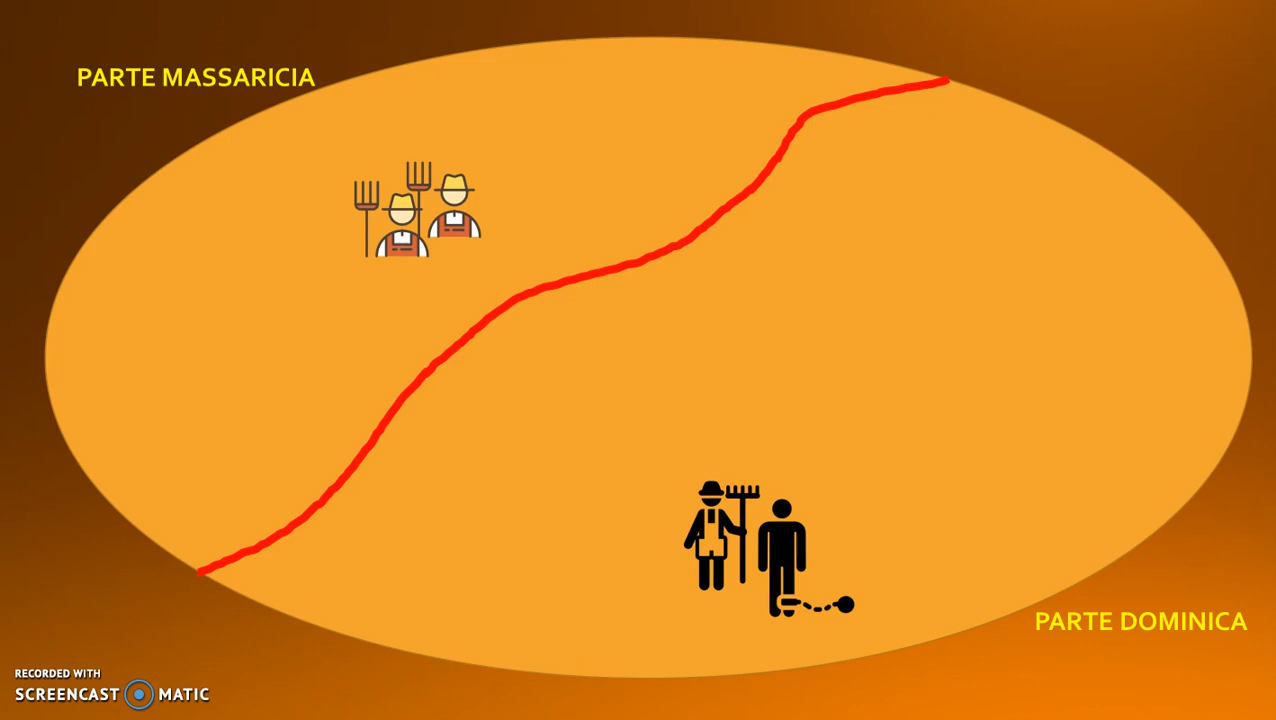 PARTE MASSARICIA
PARTE DOMINICA
RECORDED WITH
SCREENCAST MATIC